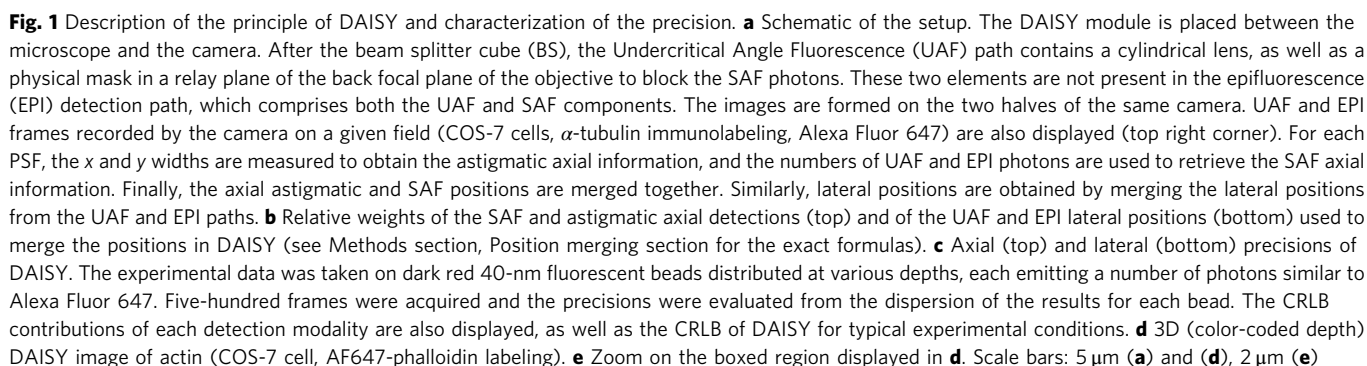 Fig. 1 Description of the principle of DAISY and characterization of the precision. a Schematic of the setup. The DAISY module is placed between the
microscope and the camera. After the beam splitter cube (BS), the Undercritical Angle Fluorescence (UAF) path contains a cylindrical lens, as well as a
physical mask in a relay plane of the back focal plane of the objective to block the SAF photons. These two elements are not present in the epifluorescence
(EPI) detection path, which comprises both the UAF and SAF components. The images are formed on the two halves of the same camera. UAF and EPI
frames recorded by the camera on a given field (COS-7 cells, α-tubulin immunolabeling, Alexa Fluor 647) are also displayed (top right corner). For each
PSF, the x and y widths are measured to obtain the astigmatic axial information, and the numbers of UAF and EPI photons are used to retrieve the SAF axial
information. Finally, the axial astigmatic and SAF positions are merged together. Similarly, lateral positions are obtained by merging the lateral positions
from the UAF and EPI paths. b Relative weights of the SAF and astigmatic axial detections (top) and of the UAF and EPI lateral positions (bottom) used to
merge the positions in DAISY (see Methods section, Position merging section for the exact formulas). c Axial (top) and lateral (bottom) precisions of
DAISY. The experimental data was taken on dark red 40-nm fluorescent beads distributed at various depths, each emitting a number of photons similar to
Alexa Fluor 647. Five-hundred frames were acquired and the precisions were evaluated from the dispersion of the results for each bead. The CRLB
contributions of each detection modality are also displayed, as well as the CRLB of DAISY for typical experimental conditions. d 3D (color-coded depth)
DAISY image of actin (COS-7 cell, AF647-phalloidin labeling). e Zoom on the boxed region displayed in d. Scale bars: 5 μm (a) and (d), 2 μm (e)